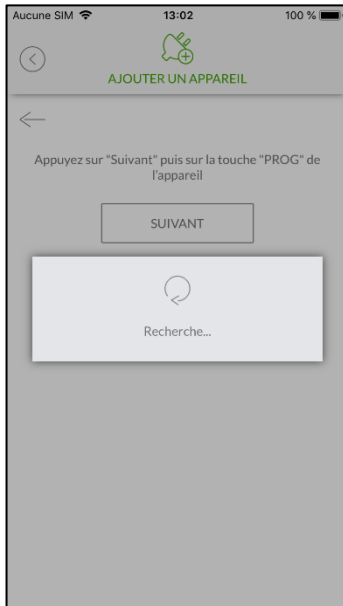 Aucune SIM 13:02 100 %
AJOUTER UN APPAREIL
Appuyez sur "Suivant" puis sur la touche "PROG" de
l'appareil
SUIVANT
Recherche...